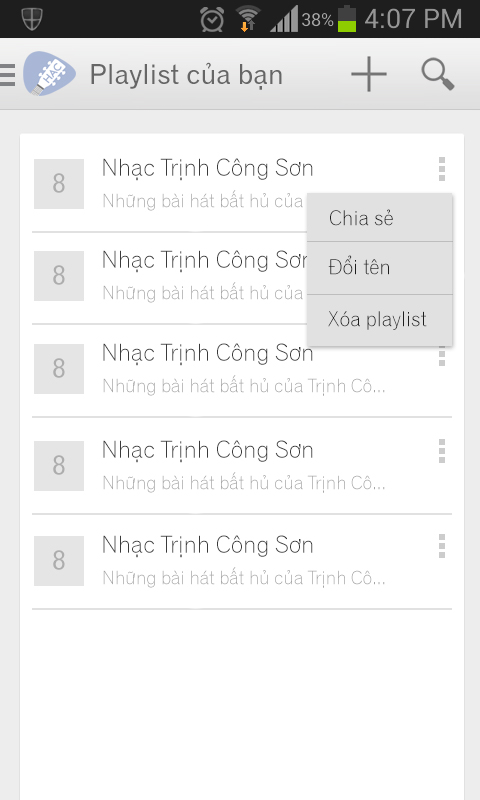 38% 4:07 PM
HAC
Playlist của bạn
8
Nhạc Trịnh Công Sơn
Những bài hát bất hủ của
Chia sẻ
Đổi tên
Xóa playlist
8
Nhạc Trịnh Công Sơn
Những bài hát bất hủ của
8
Nhạc Trịnh Công Sơn
Những bài hát bất hủ của Trịnh Cô...
8
Nhạc Trịnh Công Sơn
Những bài hát bất hủ của Trịnh Cô...
8
Nhạc Trịnh Công Sơn
Những bài hát bất hủ của Trịnh Cô...